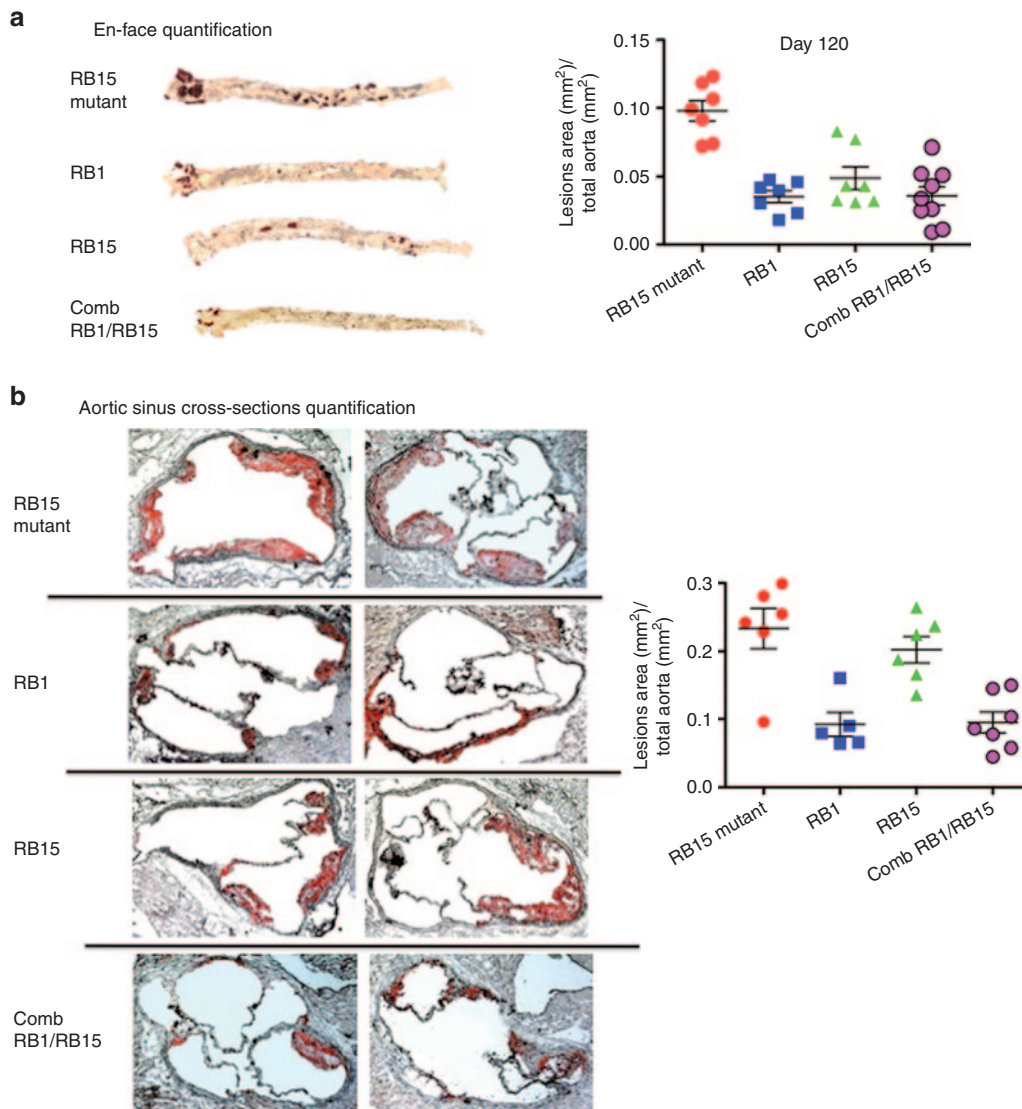 a
En-face quantification
RB15
mutant
RB1
RB15
Comb
RB1/RB15
Day 120
Lesions area (mm²)/
total aorta (mm²)
0.15
0.10
0.05
0.00
RB15 mutant
RB1
RB15
Comb RB1/RB15
b
Aortic sinus cross-sections quantification
RB15
mutant
RB1
RB15
Comb
RB1/RB15
Lesions area (mm²)/
total aorta (mm²)
0.3
0.2
0.1
0.0
RB15 mutant
RB1
RB15
Comb RB1/RB15